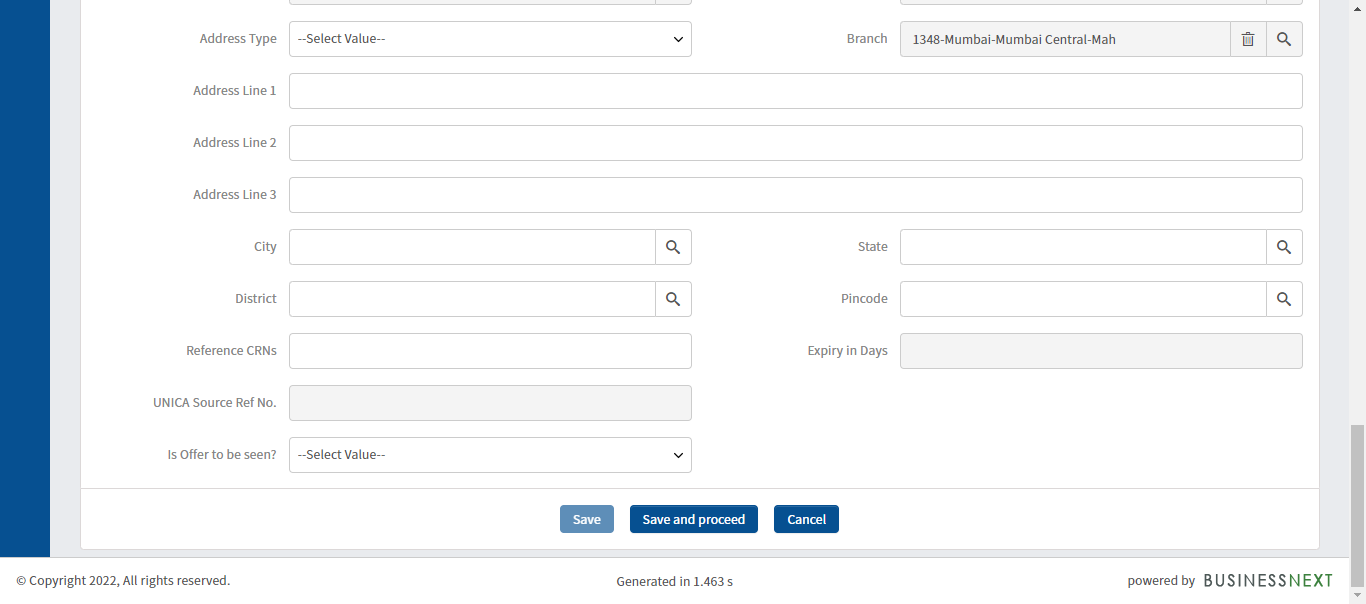 Address Type --Select Value-- Branch 1348-Mumbai-Mumbai Central-Mah
Address Line 1
Address Line 2
Address Line 3
City State
District Pincode
Reference CRNs Expiry in Days
UNICA Source Ref No.
Is Offer to be seen? --Select Value--
Save Save and proceed Cancel
© Copyright 2022, All rights reserved. Generated in 1.463 s powered by BUSINESSNEXT